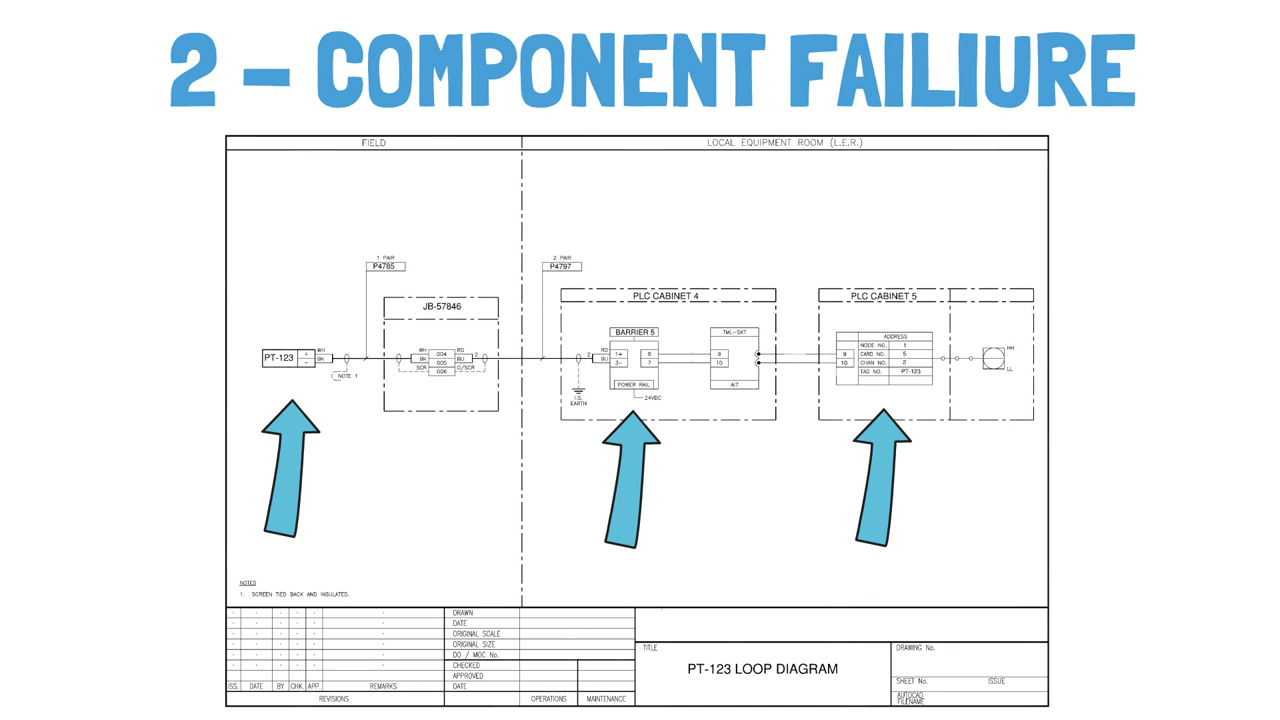 2 – COMPONENT FAILIURE
FIELD
LOCAL EQUIPMENT ROOM (L.E.R.)
1 PAIR
P4785
2 PAIR
P4797
JB-57846
PLC CABINET 4
PLC CABINET 5
PT-123
+
−
WH
BK
NOTE 1
WH
BK
SCR
004
005
006
RD
BU
O/SCR
2
I.S.
EARTH
2
RD
BU
BARRIER 5
1+
3−
8
7
POWER RAIL
24VDC
TML-SKT
9
10
AI7
9
10
ADDRESS
NODE NO. 1
CARD NO. 5
CHAN NO. 2
TAG NO. PT-123
HH
LL
NOTES
1. SCREEN TIED BACK AND INSULATED.
ISS. DATE BY CHK. APP. REMARKS
REVISIONS
DRAWN
DATE
ORIGINAL SCALE
ORIGINAL SIZE
DO / MOC No.
CHECKED
APPROVED
DATE
OPERATIONS MAINTENANCE
TITLE
PT-123 LOOP DIAGRAM
DRAWING No.
SHEET No. ISSUE
AUTOCAD
FILENAME